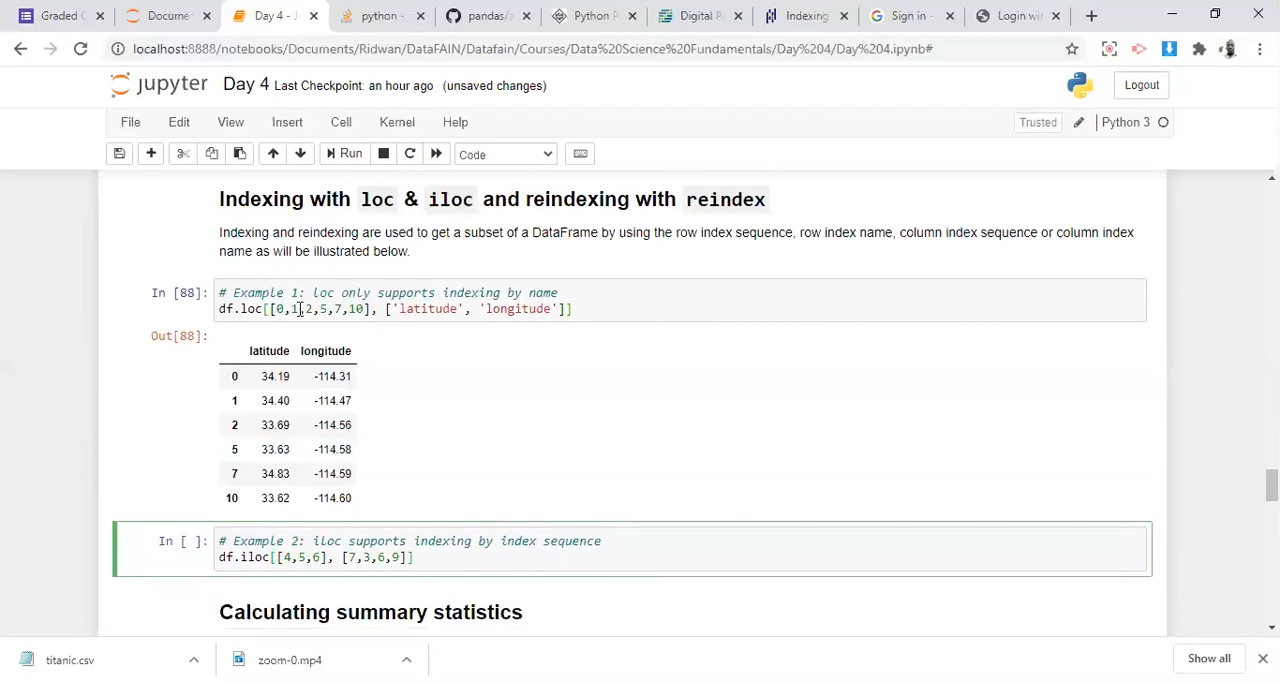 Graded C
Docume
Day 4 - J
python -
pandas/a
Python P
Digital P
Indexing
Sign in -
Login wit
localhost:8888/notebooks/Documents/Ridwan/DataFAIN/Datafain/Courses/Data%20Science%20Fundamentals/Day%204/Day%204.ipynb#
jupyter Day 4 Last Checkpoint: an hour ago (unsaved changes) Logout
File Edit View Insert Cell Kernel Help Trusted Python 3
Run Code
Indexing with loc & iloc and reindexing with reindex
Indexing and reindexing are used to get a subset of a DataFrame by using the row index sequence, row index name, column index sequence or column index
name as will be illustrated below.
In [88]: # Example 1: loc only supports indexing by name
df.loc[[0,1,2,5,7,10], ['latitude', 'longitude']]
Out[88]:
latitude longitude
0 34.19 -114.31
1 34.40 -114.47
2 33.69 -114.56
5 33.63 -114.58
7 34.83 -114.59
10 33.62 -114.60
In [ ]: # Example 2: iloc supports indexing by index sequence
df.iloc[[4,5,6], [7,3,6,9]]
Calculating summary statistics
titanic.csv zoom-0.mp4 Show all